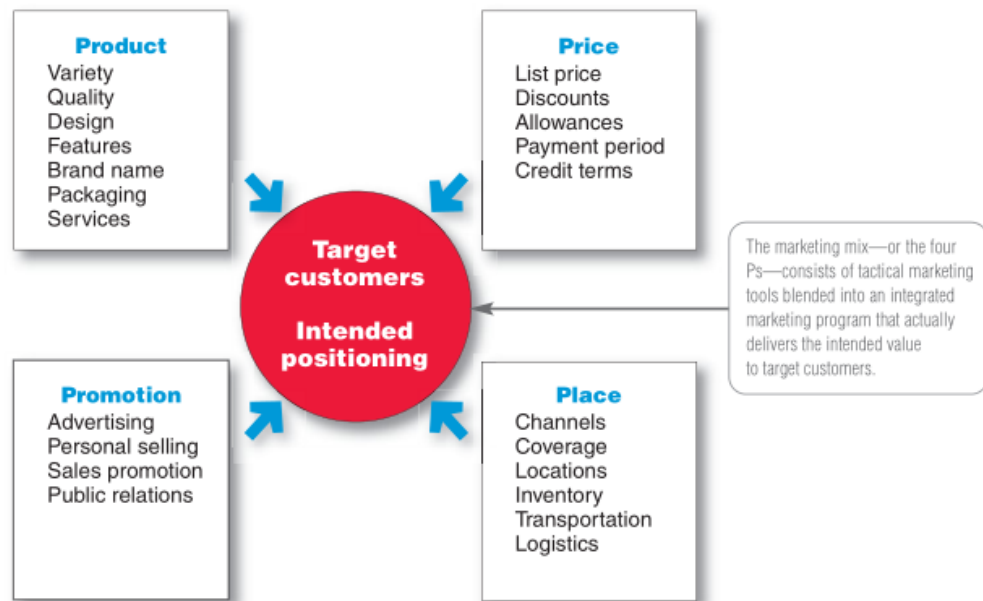 Product
Variety
Quality
Design
Features
Brand name
Packaging
Services
Price
List price
Discounts
Allowances
Payment period
Credit terms
Target
customers
Intended
positioning
The marketing mix—or the four
Ps—consists of tactical marketing
tools blended into an integrated
marketing program that actually
delivers the intended value
to target customers.
Promotion
Advertising
Personal selling
Sales promotion
Public relations
Place
Channels
Coverage
Locations
Inventory
Transportation
Logistics